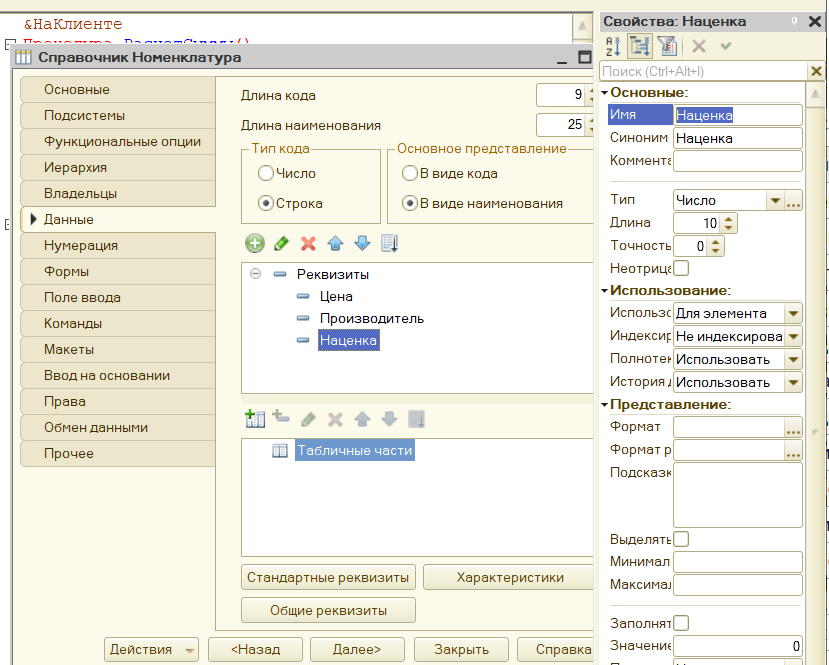 &НаКлиенте
Процедура РасчетСуммы()
Справочник Номенклатура
Основные
Подсистемы
Функциональные опции
Иерархия
Владельцы
Данные
Нумерация
Формы
Поле ввода
Команды
Макеты
Ввод на основании
Права
Обмен данными
Прочее
Длина кода 9
Длина наименования 25
Тип кода
Число
Строка
Основное представление
В виде кода
В виде наименования
Реквизиты
Цена
Производитель
Наценка
Табличные части
Стандартные реквизиты
Характеристики
Общие реквизиты
Действия
<Назад
Далее>
Закрыть
Справка
Свойства: Наценка
Поиск (Ctrl+Alt+I)
Основные:
Имя Наценка
Синоним Наценка
Коммента
Тип Число
Длина 10
Точность 0
Неотрица
Использование:
Использо Для элемента
Индексир Не индексирова
Полнотек Использовать
История Использовать
Представление:
Формат
Формат р
Подсказк
Выделять
Минимал
Максимал
Заполнят
Значение 0